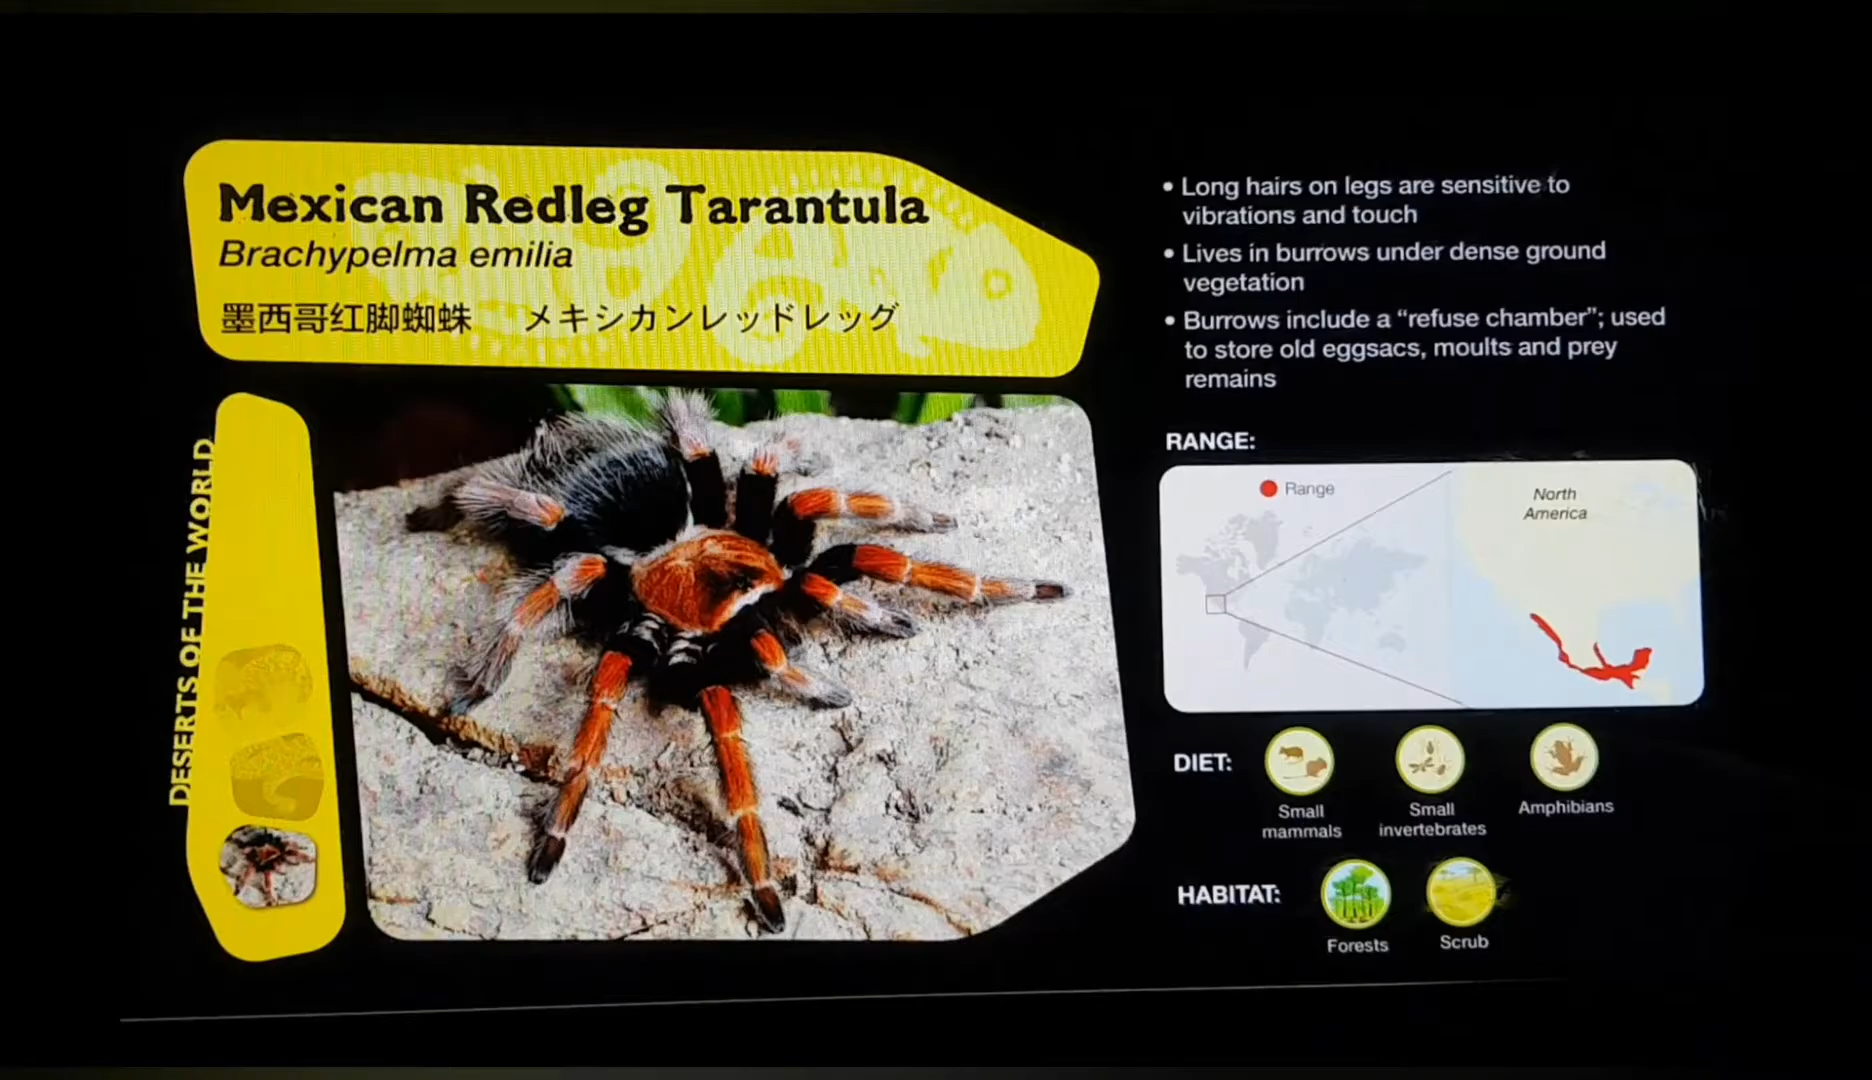 Mexican Redleg Tarantula
Brachypelma emilia
墨西哥红脚蜘蛛 メキシカンレッドレッグ
DESERTS OF THE WORLD
• Long hairs on legs are sensitive to
vibrations and touch
• Lives in burrows under dense ground
vegetation
• Burrows include a “refuse chamber”; used
to store old eggsacs, moults and prey
remains
RANGE:
Range
North
America
DIET:
Small
mammals
Small
invertebrates
Amphibians
HABITAT:
Forests
Scrub